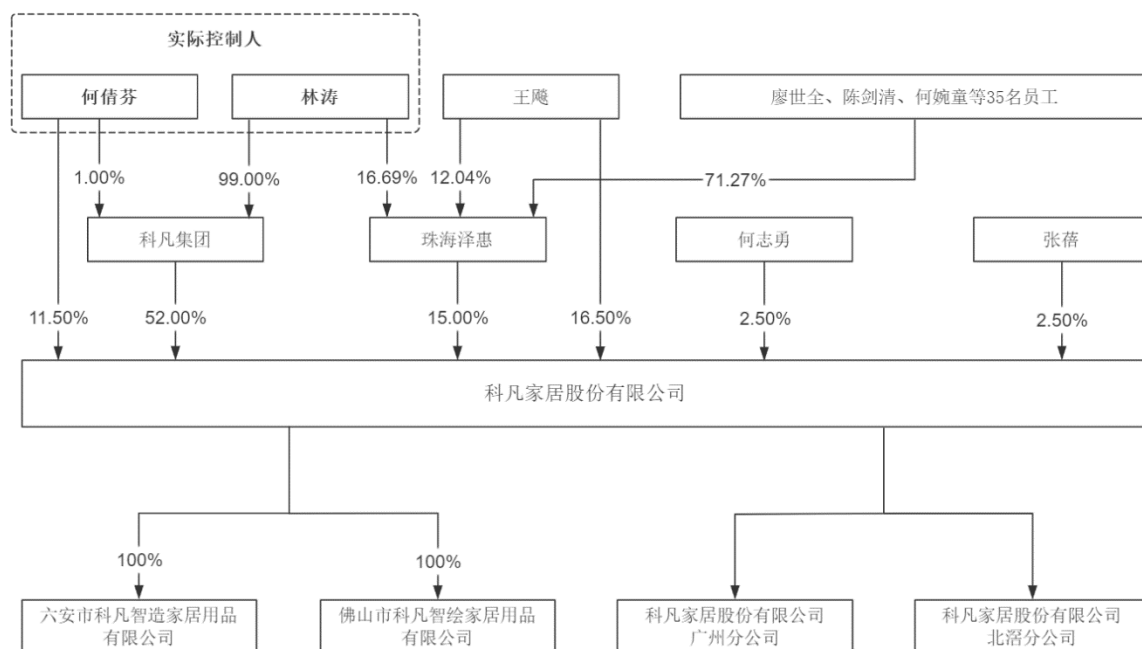 实际控制人
何倩芬
林涛
王飚
廖世全、陈剑清、何婉童等35名员工
1.00%
99.00%
16.69%
12.04%
71.27%
科凡集团
珠海泽惠
何志勇
张蓓
11.50%
52.00%
15.00%
16.50%
2.50%
2.50%
科凡家居股份有限公司
100%
100%
六安市科凡智造家居用品
有限公司
佛山市科凡智绘家居用品
有限公司
科凡家居股份有限公司
广州分公司
科凡家居股份有限公司
北滘分公司